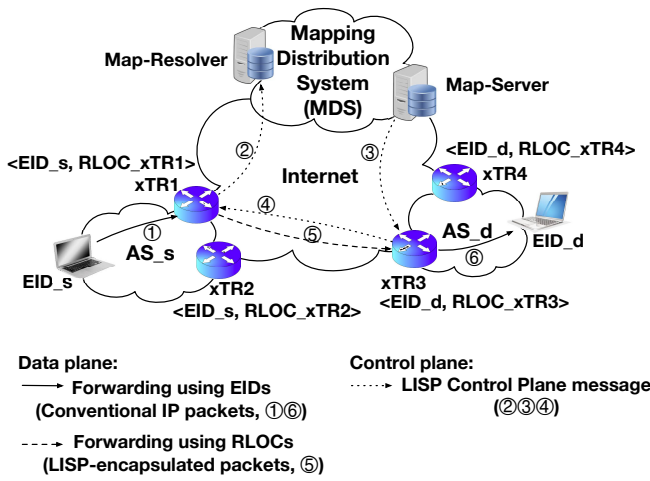 Mapping
Distribution
System
(MDS)
Map-Resolver
Map-Server
②
③
<EID_s, RLOC_xTR1>
xTR1
<EID_d, RLOC_xTR4>
xTR4
Internet
④
①
⑤
AS_s
AS_d
⑥
EID_s
EID_d
xTR2
<EID_s, RLOC_xTR2>
xTR3
<EID_d, RLOC_xTR3>
Data plane:
Forwarding using EIDs
(Conventional IP packets, ①⑥)
Forwarding using RLOCs
(LISP-encapsulated packets, ⑤)
Control plane:
LISP Control Plane message
(②③④)